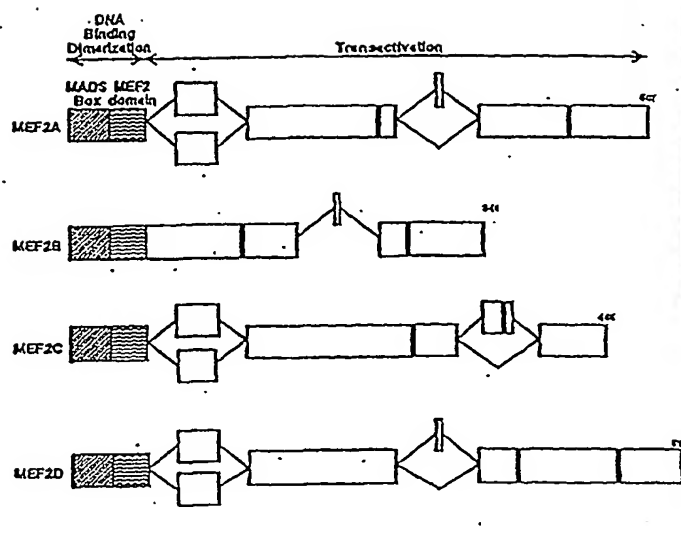 DNA
Binding
Dimerization
Transactivation
MADS MEF2
Box domain
MEF2A
MEF2B
MEF2C
MEF2D